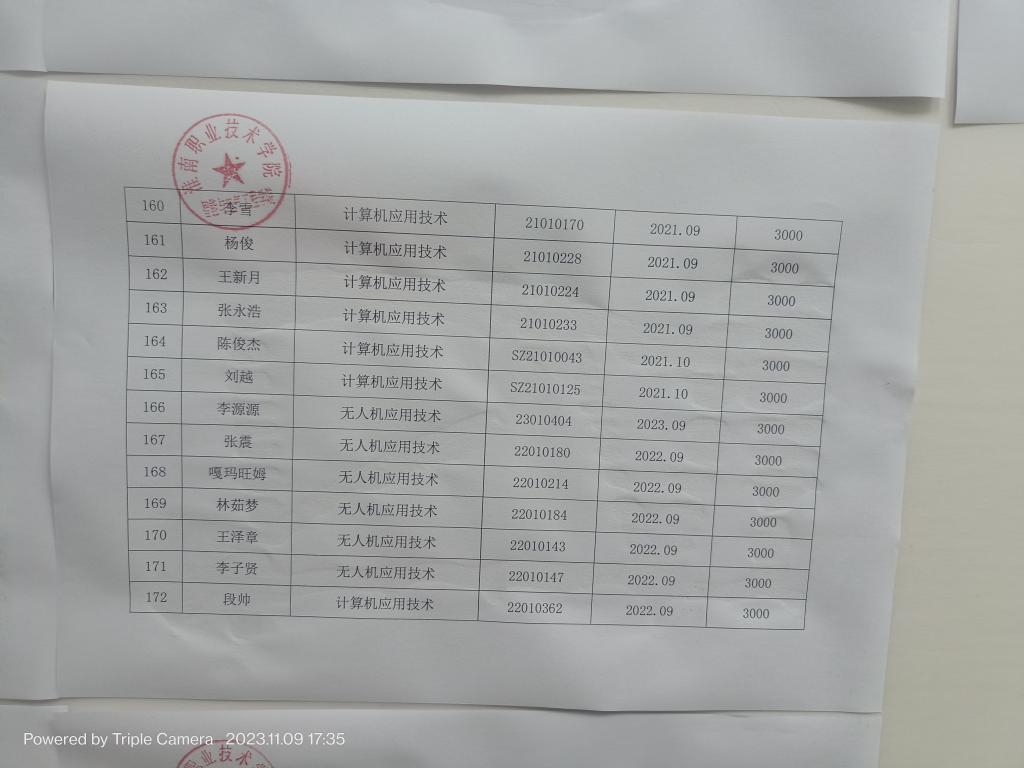 淮南职业技术学院
160 李雪 计算机应用技术 21010170 2021.09 3000
161 杨俊 计算机应用技术 21010228 2021.09 3000
162 王新月 计算机应用技术 21010224 2021.09 3000
163 张永浩 计算机应用技术 21010233 2021.09 3000
164 陈俊杰 计算机应用技术 SZ21010043 2021.10 3000
165 刘越 计算机应用技术 SZ21010125 2021.10 3000
166 李源源 无人机应用技术 23010404 2023.09 3000
167 张震 无人机应用技术 22010180 2022.09 3000
168 嘎玛旺姆 无人机应用技术 22010214 2022.09 3000
169 林茹梦 无人机应用技术 22010184 2022.09 3000
170 王泽章 无人机应用技术 22010143 2022.09 3000
171 李子贤 无人机应用技术 22010147 2022.09 3000
172 段帅 计算机应用技术 22010362 2022.09 3000
职业技术学
Powered by Triple Camera 2023.11.09 17:35